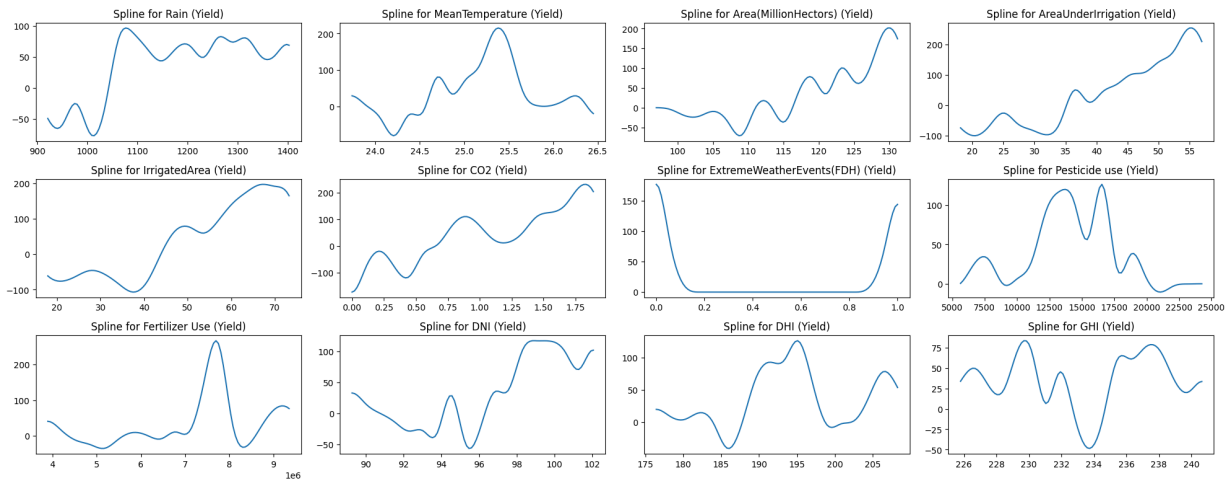 Spline for Rain (Yield)
100
50
0
−50
900 1000 1100 1200 1300 1400
Spline for MeanTemperature (Yield)
200
100
0
24.0 24.5 25.0 25.5 26.0 26.5
Spline for Area(MillionHectors) (Yield)
200
150
100
50
0
−50
100 105 110 115 120 125 130
Spline for AreaUnderIrrigation (Yield)
200
100
0
−100
20 25 30 35 40 45 50 55
Spline for IrrigatedArea (Yield)
200
100
0
−100
20 30 40 50 60 70
Spline for CO2 (Yield)
200
100
0
−100
0.00 0.25 0.50 0.75 1.00 1.25 1.50 1.75
Spline for ExtremeWeatherEvents(FDH) (Yield)
150
100
50
0
0.0 0.2 0.4 0.6 0.8 1.0
Spline for Pesticide use (Yield)
100
50
0
5000 7500 10000 12500 15000 17500 20000 22500 25000
Spline for Fertilizer Use (Yield)
200
100
0
4 5 6 7 8 9
1e6
Spline for DNI (Yield)
100
50
0
−50
90 92 94 96 98 100 102
Spline for DHI (Yield)
100
50
0
175 180 185 190 195 200 205
Spline for GHI (Yield)
75
50
25
0
−25
−50
226 228 230 232 234 236 238 240